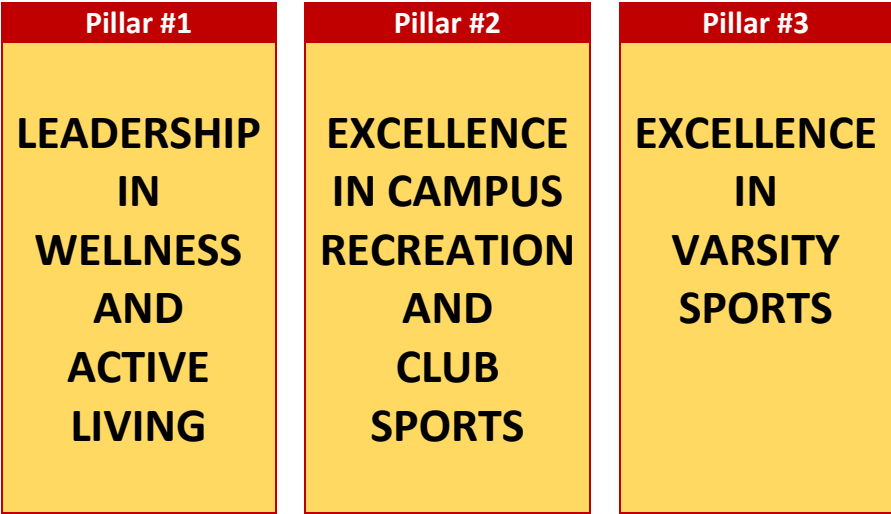 Pillar #1
LEADERSHIP
IN
WELLNESS
AND
ACTIVE
LIVING
Pillar #2
EXCELLENCE
IN CAMPUS
RECREATION
AND
CLUB
SPORTS
Pillar #3
EXCELLENCE
IN
VARSITY
SPORTS